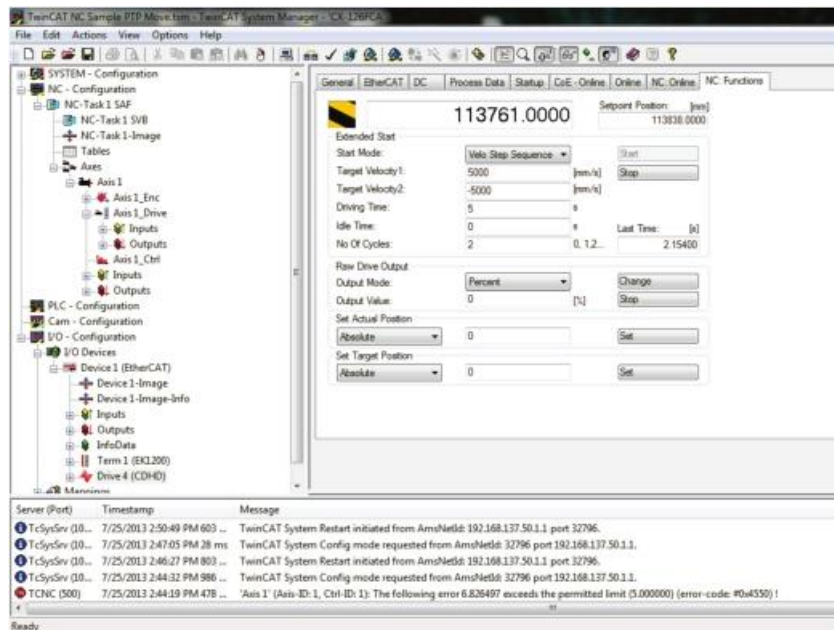 TwinCAT NC Sample PTP Move.tsm - TwinCAT System Manager - 'CX-126FCA
File Edit Actions View Options Help
SYSTEM - Configuration
NC - Configuration
NC-Task 1 SAF
NC-Task 1 SVB
NC-Task 1-Image
Tables
Axes
Axis 1
Axis 1_Enc
Axis 1_Drive
Inputs
Outputs
Axis 1_Ctrl
Inputs
Outputs
PLC - Configuration
Cam - Configuration
I/O - Configuration
I/O Devices
Device 1 (EtherCAT)
Device 1-Image
Device 1-Image-Info
Inputs
Outputs
InfoData
Term 1 (EK1200)
Drive 4 (CDHD)
Mappings
General EtherCAT DC Process Data Startup CoE - Online Online NC: Online NC: Functions
113761.0000
Setpoint Position: [mm]
113838.0000
Extended Start
Start Mode: Velo Step Sequence Start
Target Velocity1: 5000 [mm/s] Stop
Target Velocity2: -5000 [mm/s]
Driving Time: 5 s
Idle Time: 0 s Last Time: [s]
No Of Cycles: 2 0, 1,2... 2.15400
Raw Drive Output
Output Mode: Percent Change
Output Value: 0 [%] Stop
Set Actual Position
Absolute 0 Set
Set Target Position
Absolute 0 Set
Server (Port) Timestamp Message
TcSysSrv (10... 7/25/2013 2:50:49 PM 603 ... TwinCAT System Restart initiated from AmsNetId: 192.168.137.50.1.1 port 32796.
TcSysSrv (10... 7/25/2013 2:47:05 PM 28 ms TwinCAT System Config mode requested from AmsNetId: 32796 port 192.168.137.50.1.1.
TcSysSrv (10... 7/25/2013 2:46:27 PM 803 ... TwinCAT System Restart initiated from AmsNetId: 192.168.137.50.1.1 port 32796.
TcSysSrv (10... 7/25/2013 2:44:32 PM 986 ... TwinCAT System Config mode requested from AmsNetId: 32796 port 192.168.137.50.1.1.
TCNC (500) 7/25/2013 2:44:19 PM 478 ... 'Axis 1' (Axis-ID: 1, Ctrl-ID: 1): The following error 6.826497 exceeds the permitted limit (5.000000) (error-code: #0x4550) !
Ready